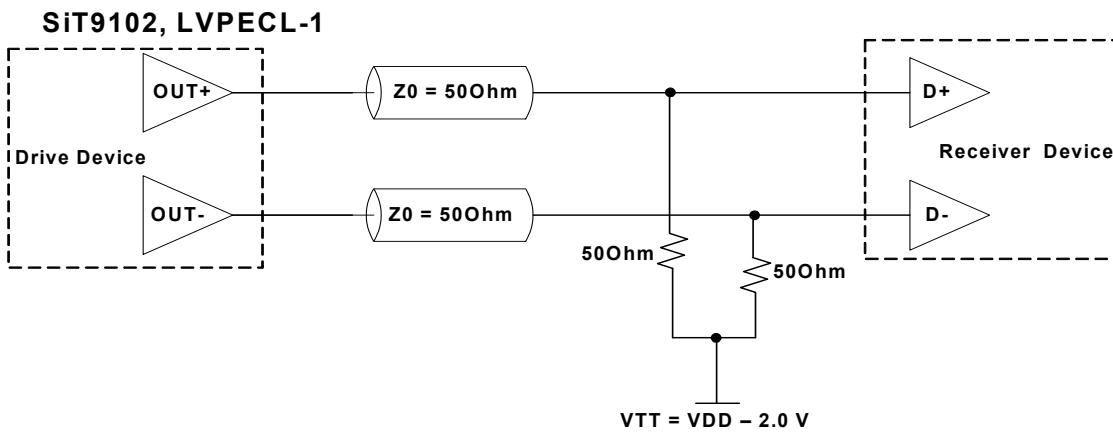 SiT9102, LVPECL-1
OUT+
Z0 = 50Ohm
D+
Drive Device
Receiver Device
OUT-
Z0 = 50Ohm
D-
50Ohm
50Ohm
VTT = VDD – 2.0 V